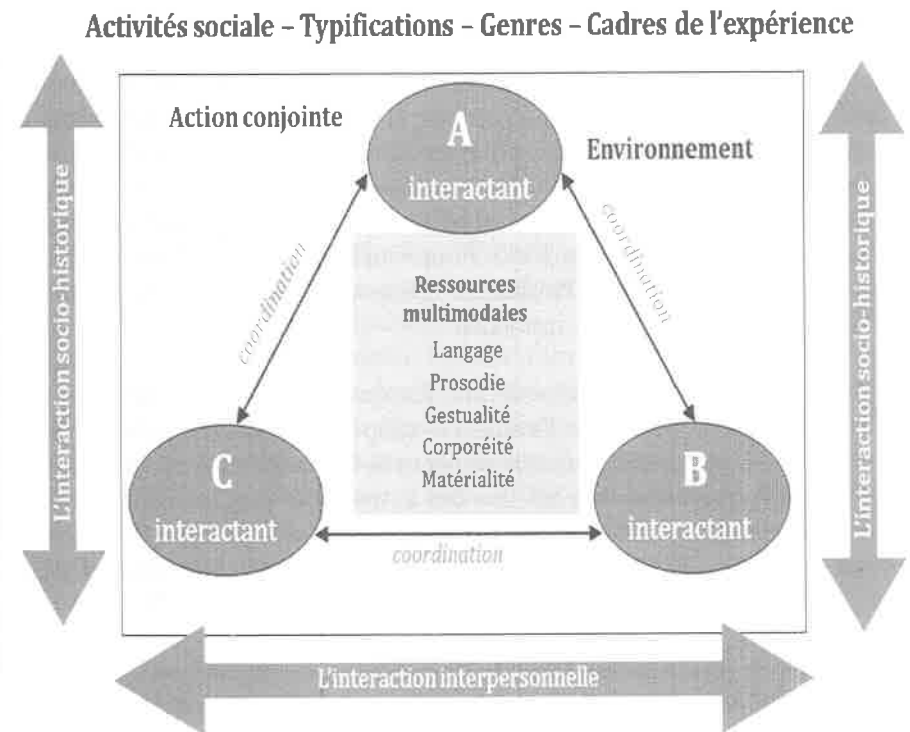 Activités sociale – Typifications – Genres – Cadres de l'expérience
L'interaction socio-historique
Action conjointe
A
interactant
Environnement
coordination
coordination
Ressources
multimodales
Langage
Prosodie
Gestualité
Corporéité
Matérialité
C
interactant
B
interactant
coordination
L'interaction socio-historique
L'interaction interpersonnelle